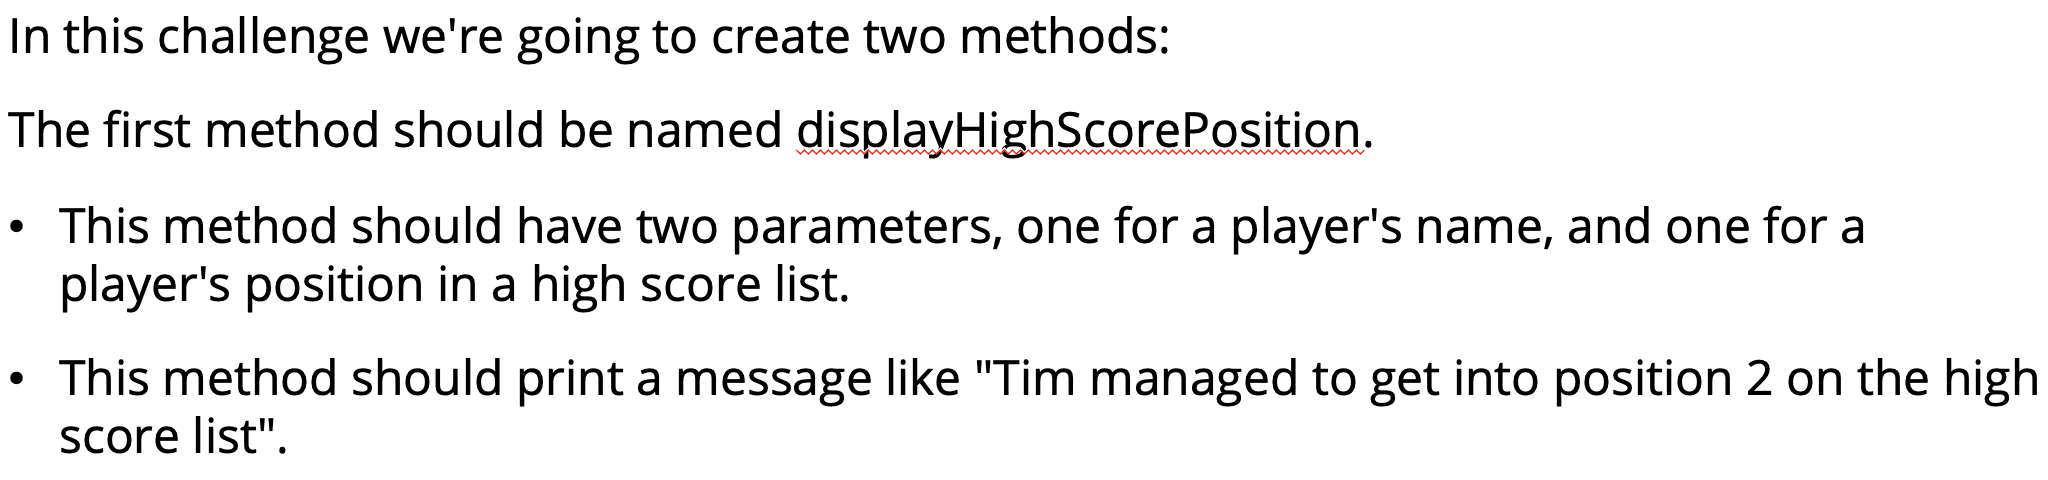 In this challenge we're going to create two methods:
The first method should be named displayHighScorePosition.
• This method should have two parameters, one for a player's name, and one for a
player's position in a high score list.
• This method should print a message like "Tim managed to get into position 2 on the high
score list".